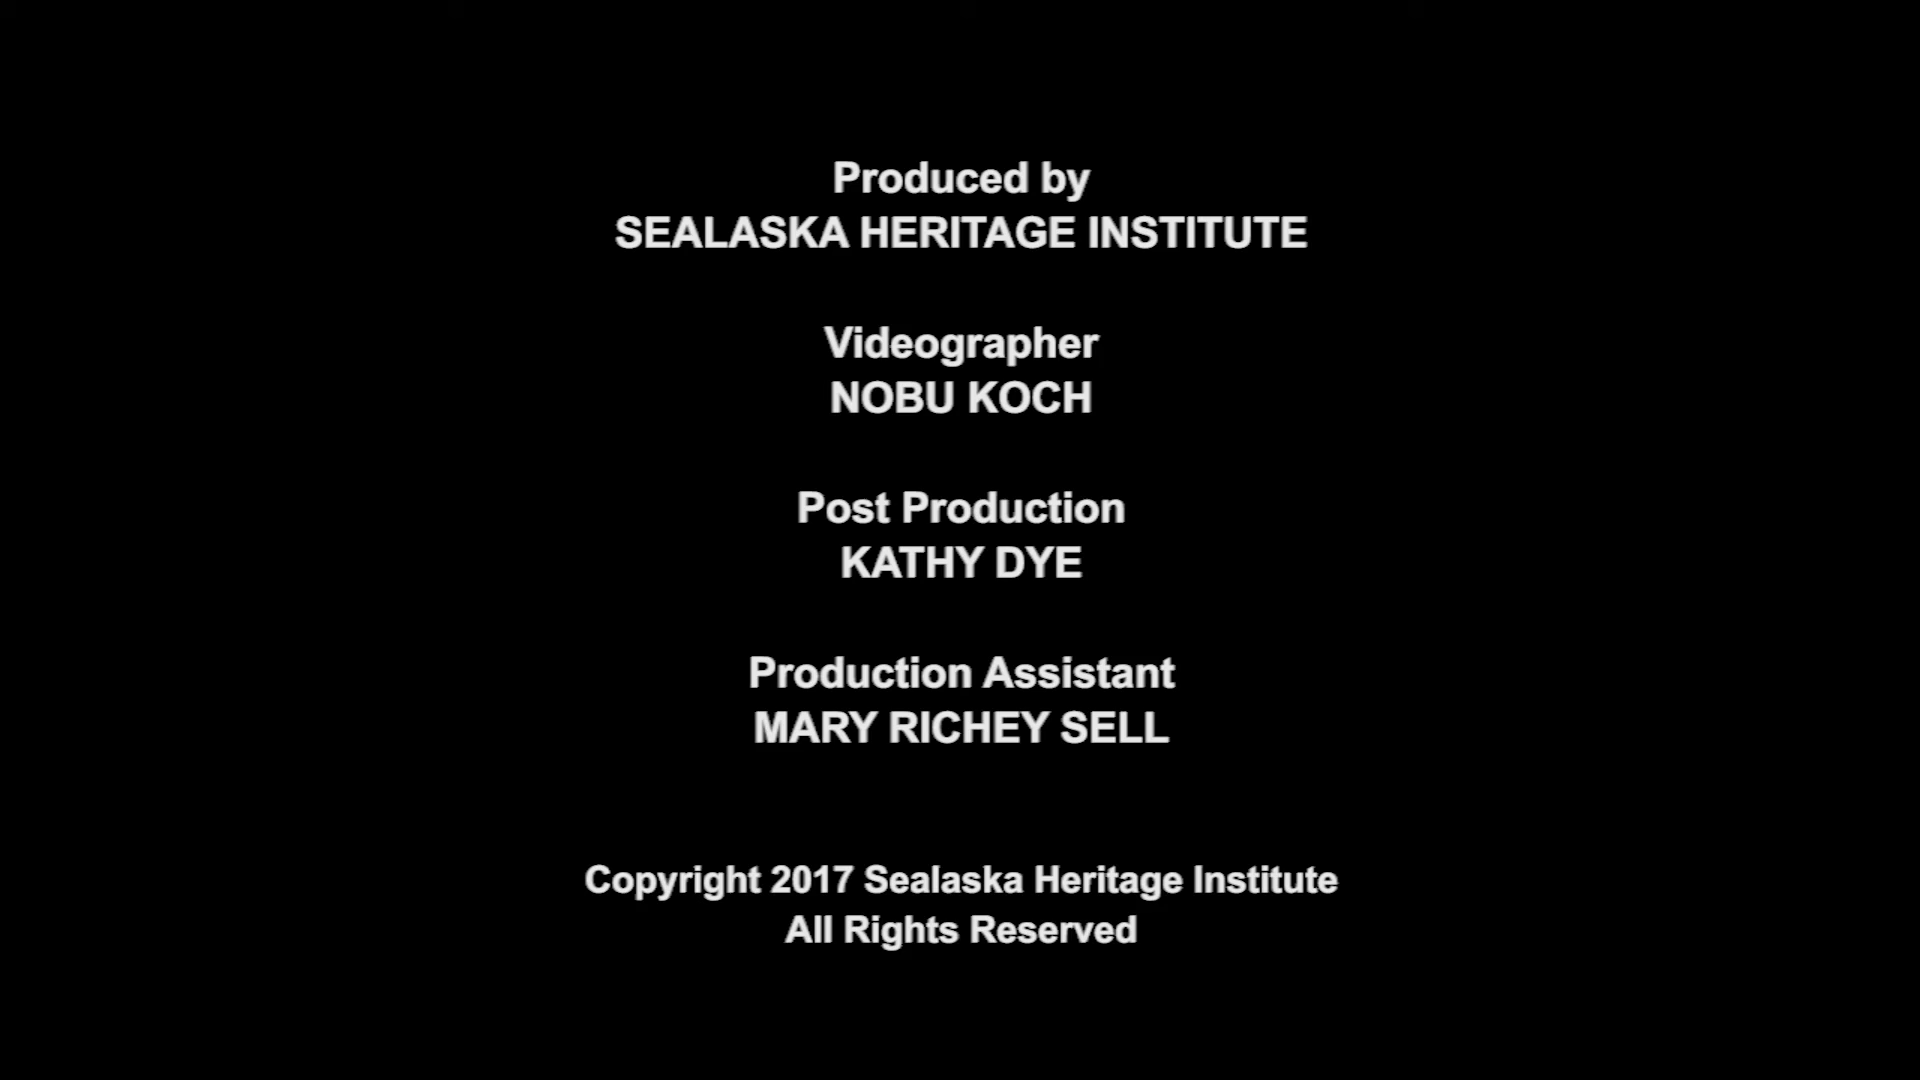 Produced by
SEALASKA HERITAGE INSTITUTE
Videographer
NOBU KOCH
Post Production
KATHY DYE
Production Assistant
MARY RICHEY SELL
Copyright 2017 Sealaska Heritage Institute
All Rights Reserved